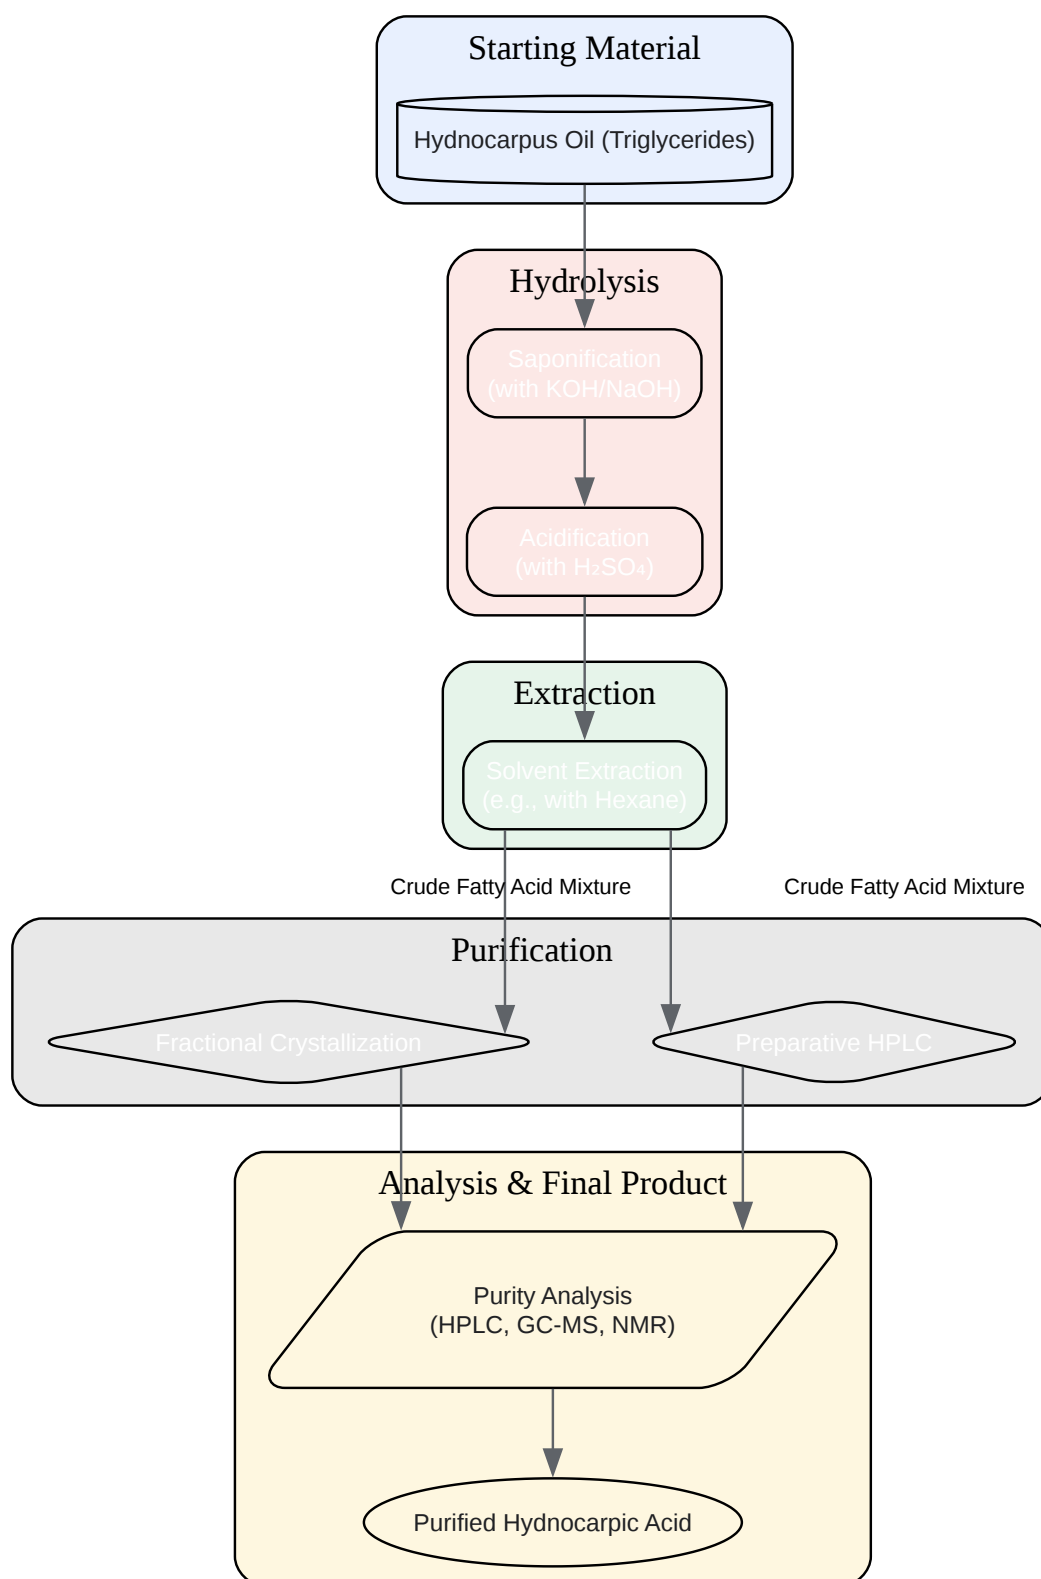 Starting Material
Hydnocarpus Oil (Triglycerides)
Hydrolysis
Saponification
(with KOH/NaOH)
Acidification
(with H₂SO₄)
Extraction
Solvent Extraction
(e.g., with Hexane)
Crude Fatty Acid Mixture
Crude Fatty Acid Mixture
Purification
Fractional Crystallization
Preparative HPLC
Analysis & Final Product
Purity Analysis
(HPLC, GC-MS, NMR)
Purified Hydnocarpic Acid